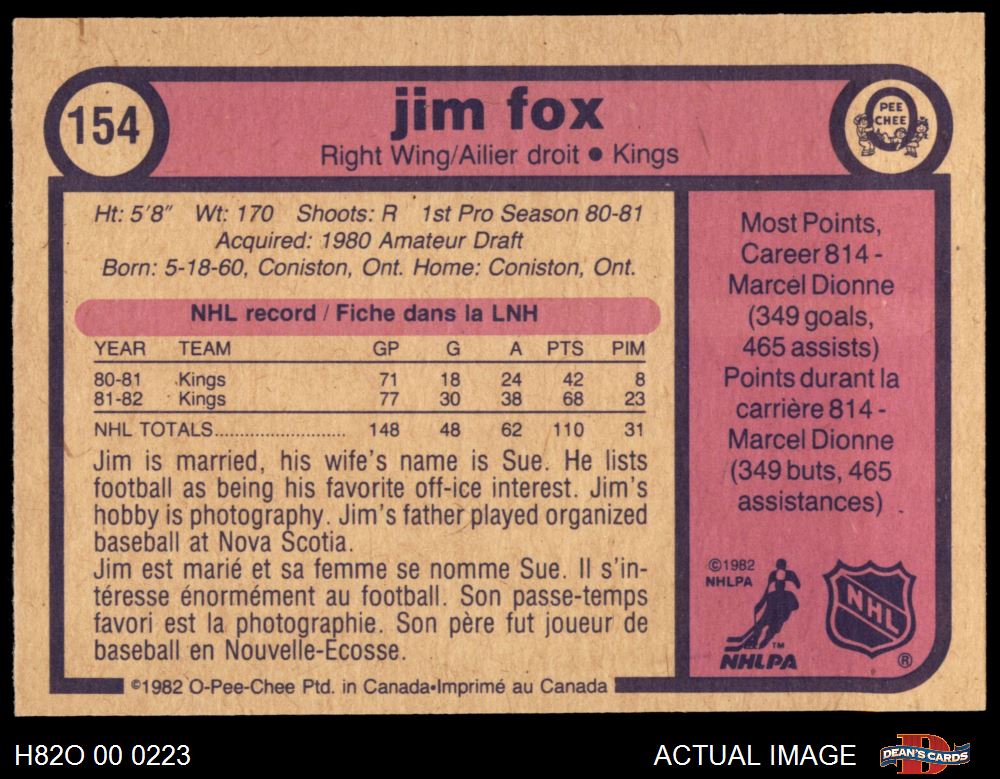 154
jim fox
Right Wing/Ailier droit ● Kings
PEE
CHEE
Ht: 5'8" Wt: 170 Shoots: R 1st Pro Season 80-81
Acquired: 1980 Amateur Draft
Born: 5-18-60, Coniston, Ont. Home: Coniston, Ont.
NHL record / Fiche dans la LNH
YEAR TEAM GP G A PTS PIM
80-81 Kings 71 18 24 42 8
81-82 Kings 77 30 38 68 23
NHL TOTALS.......................... 148 48 62 110 31
Jim is married, his wife's name is Sue. He lists
football as being his favorite off-ice interest. Jim's
hobby is photography. Jim's father played organized
baseball at Nova Scotia.
Jim est marié et sa femme se nomme Sue. Il s'in-
téresse énormément au football. Son passe-temps
favori est la photographie. Son père fut joueur de
baseball en Nouvelle-Ecosse.
Most Points,
Career 814 -
Marcel Dionne
(349 goals,
465 assists)
Points durant la
carrière 814 -
Marcel Dionne
(349 buts, 465
assistances)
©1982
NHLPA
TM
NHLPA
NHL
®
©1982 O-Pee-Chee Ptd. in Canada•Imprimé au Canada
H82O 00 0223
ACTUAL IMAGE
DEAN'S CARDS